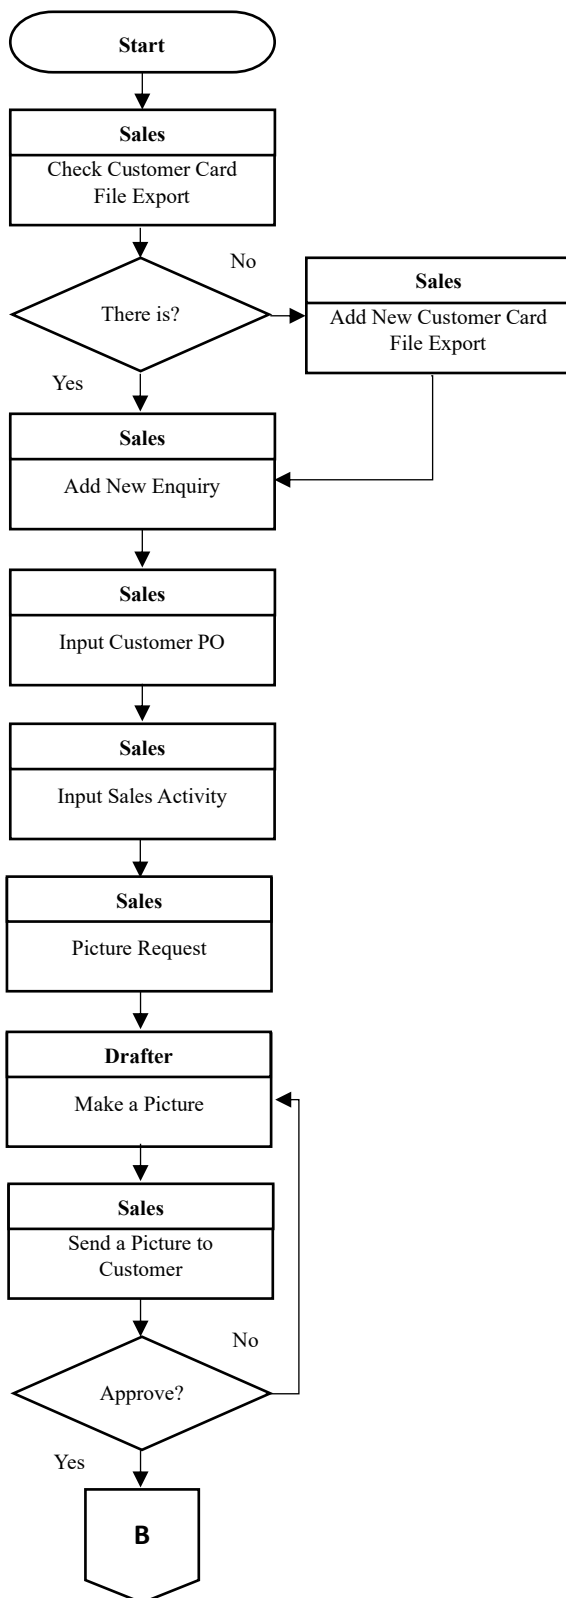 Start
Sales
Check Customer Card
File Export
No
There is?
Sales
Add New Customer Card
File Export
Yes
Sales
Add New Enquiry
Sales
Input Customer PO
Sales
Input Sales Activity
Sales
Picture Request
Drafter
Make a Picture
Sales
Send a Picture to
Customer
No
Approve?
Yes
B